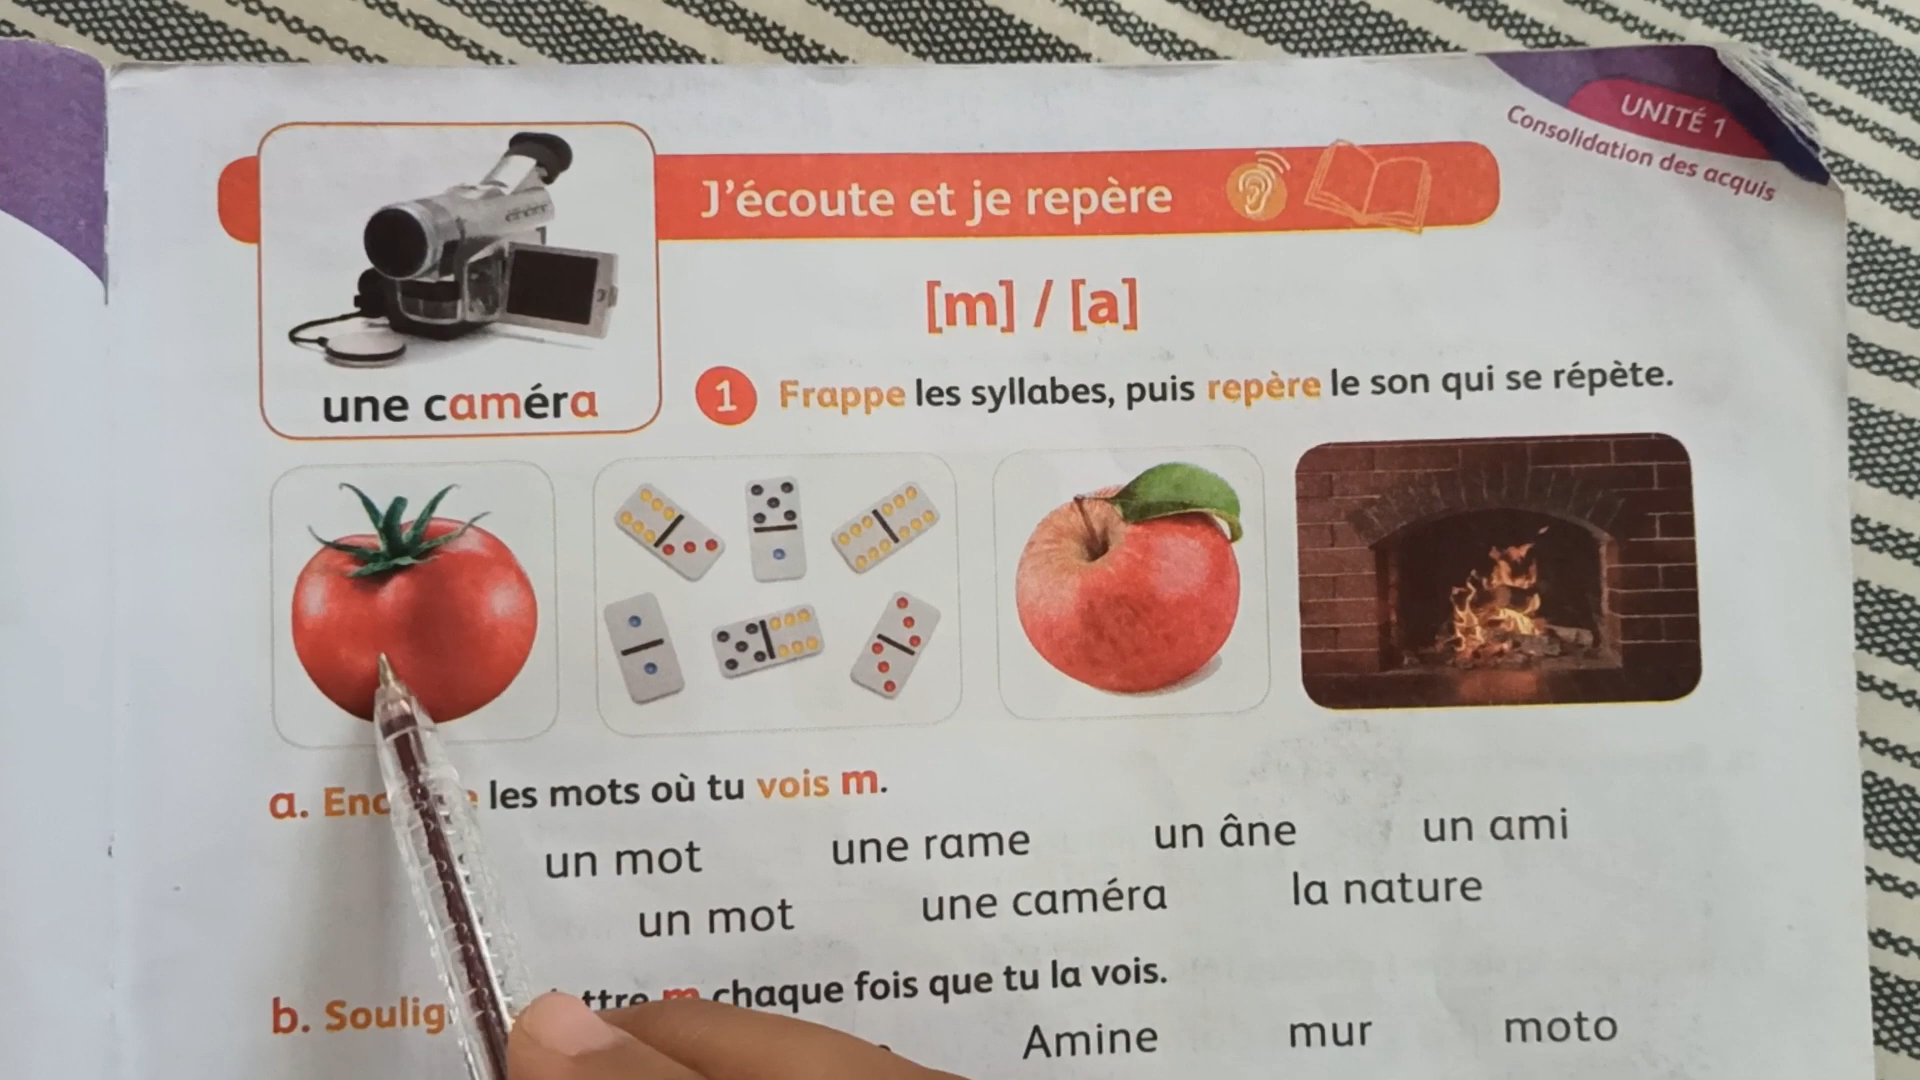 UNITÉ 1
Consolidation des acquis
J'écoute et je repère
[m] / [a]
une caméra
1 Frappe les syllabes, puis repère le son qui se répète.
a. les mots où tu vois m.
un mot une rame un âne un ami
un mot une caméra la nature
b. chaque fois que tu la vois.
Amine mur moto